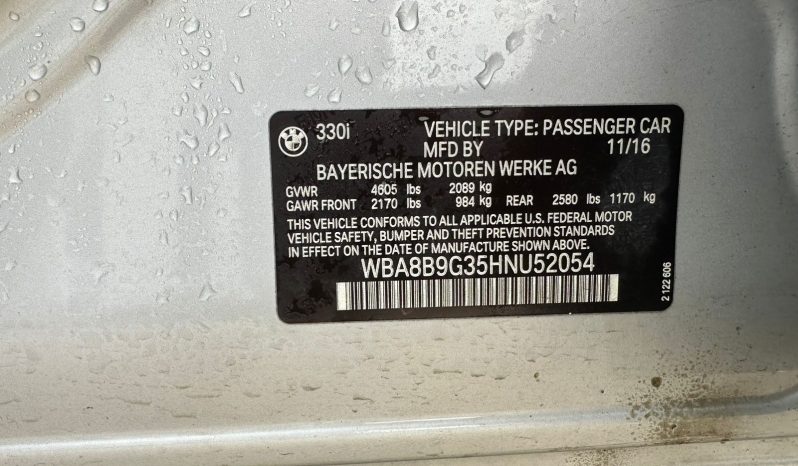 330i VEHICLE TYPE: PASSENGER CAR
MFD BY 11/16
BAYERISCHE MOTOREN WERKE AG
GVWR 4605 lbs 2089 kg
GAWR FRONT 2170 lbs 984 kg REAR 2580 lbs 1170 kg
THIS VEHICLE CONFORMS TO ALL APPLICABLE U.S. FEDERAL MOTOR
VEHICLE SAFETY, BUMPER AND THEFT PREVENTION STANDARDS
IN EFFECT ON THE DATE OF MANUFACTURE SHOWN ABOVE.
WBA8B9G35HNU52054
2 122 606